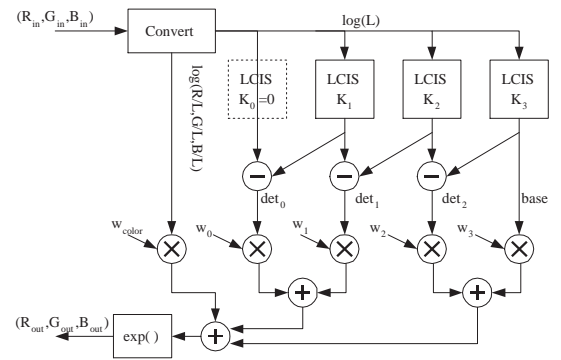 (R_in,G_in,B_in)
Convert
log(L)
log(R/L,G/L,B/L)
LCIS
K_0=0
LCIS
K_1
LCIS
K_2
LCIS
K_3
−
−
−
det_0
det_1
det_2
base
w_color
×
w_0
×
w_1
×
w_2
×
w_3
×
+
+
(R_out,G_out,B_out)
exp( )
+